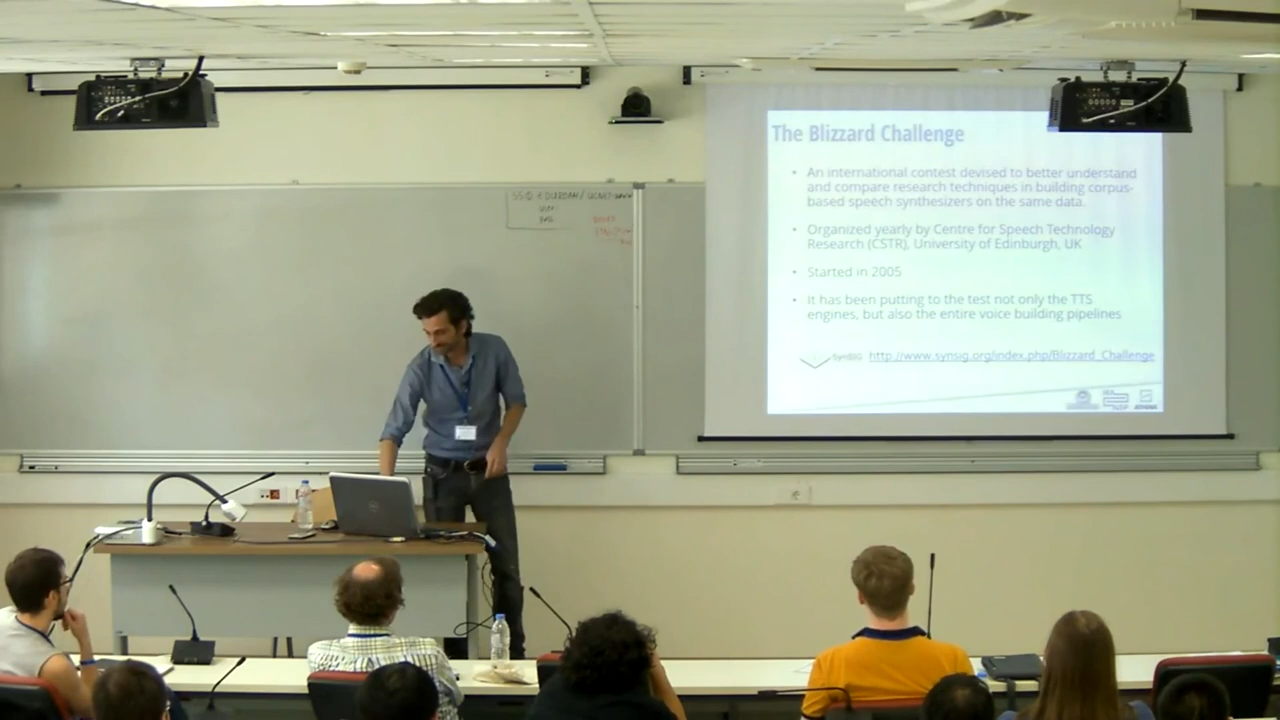 The Blizzard Challenge
• An international contest devised to better understand
and compare research techniques in building corpus-
based speech synthesizers on the same data.
• Organized yearly by Centre for Speech Technology
Research (CSTR), University of Edinburgh, UK
• Started in 2005
• It has been putting to the test not only the TTS
engines, but also the entire voice building pipelines
SynSIG http://www.synsig.org/index.php/Blizzard_Challenge
ATHENA